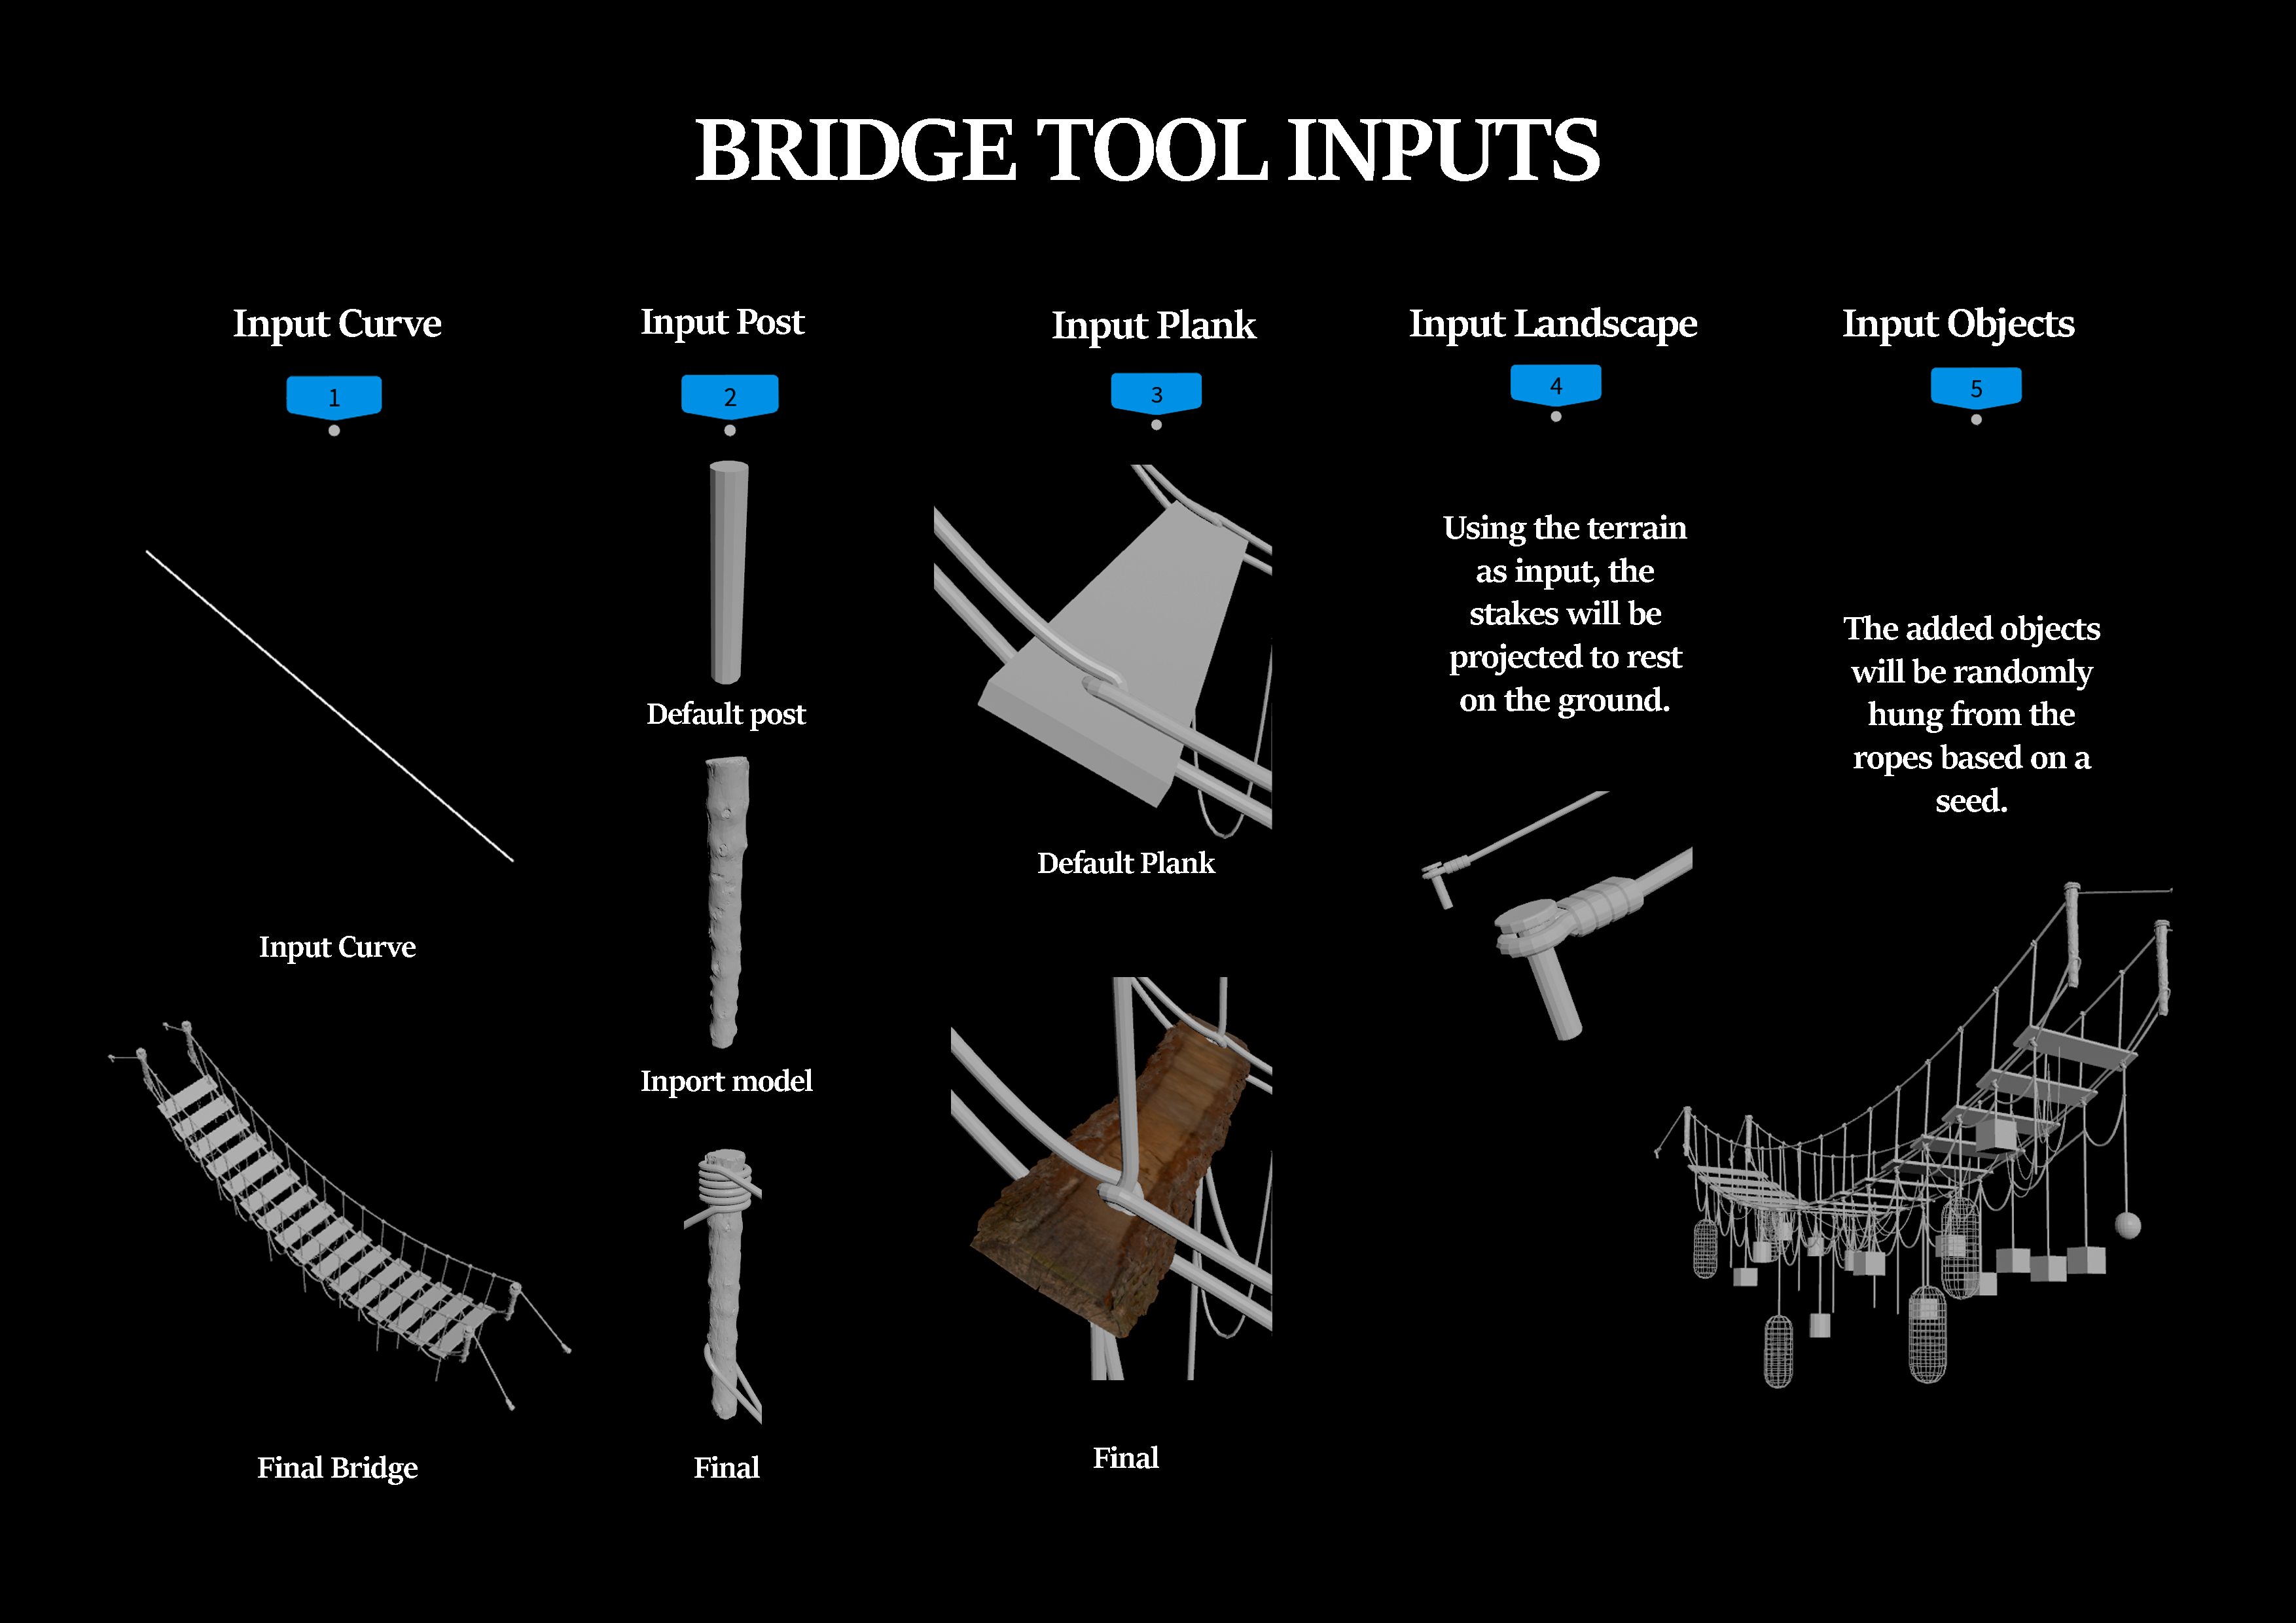 BRIDGE TOOL INPUTS
Input Curve
1
Input Curve
Final Bridge
Input Post
2
Default post
Inport model
Final
Input Plank
3
Default Plank
Final
Input Landscape
4
Using the terrain
as input, the
stakes will be
projected to rest
on the ground.
Input Objects
5
The added objects
will be randomly
hung from the
ropes based on a
seed.